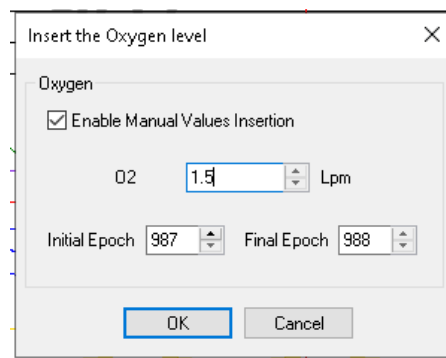 Insert the Oxygen level
Oxygen
Enable Manual Values Insertion
O2 1.5 Lpm
Initial Epoch 987 Final Epoch 988
OK Cancel